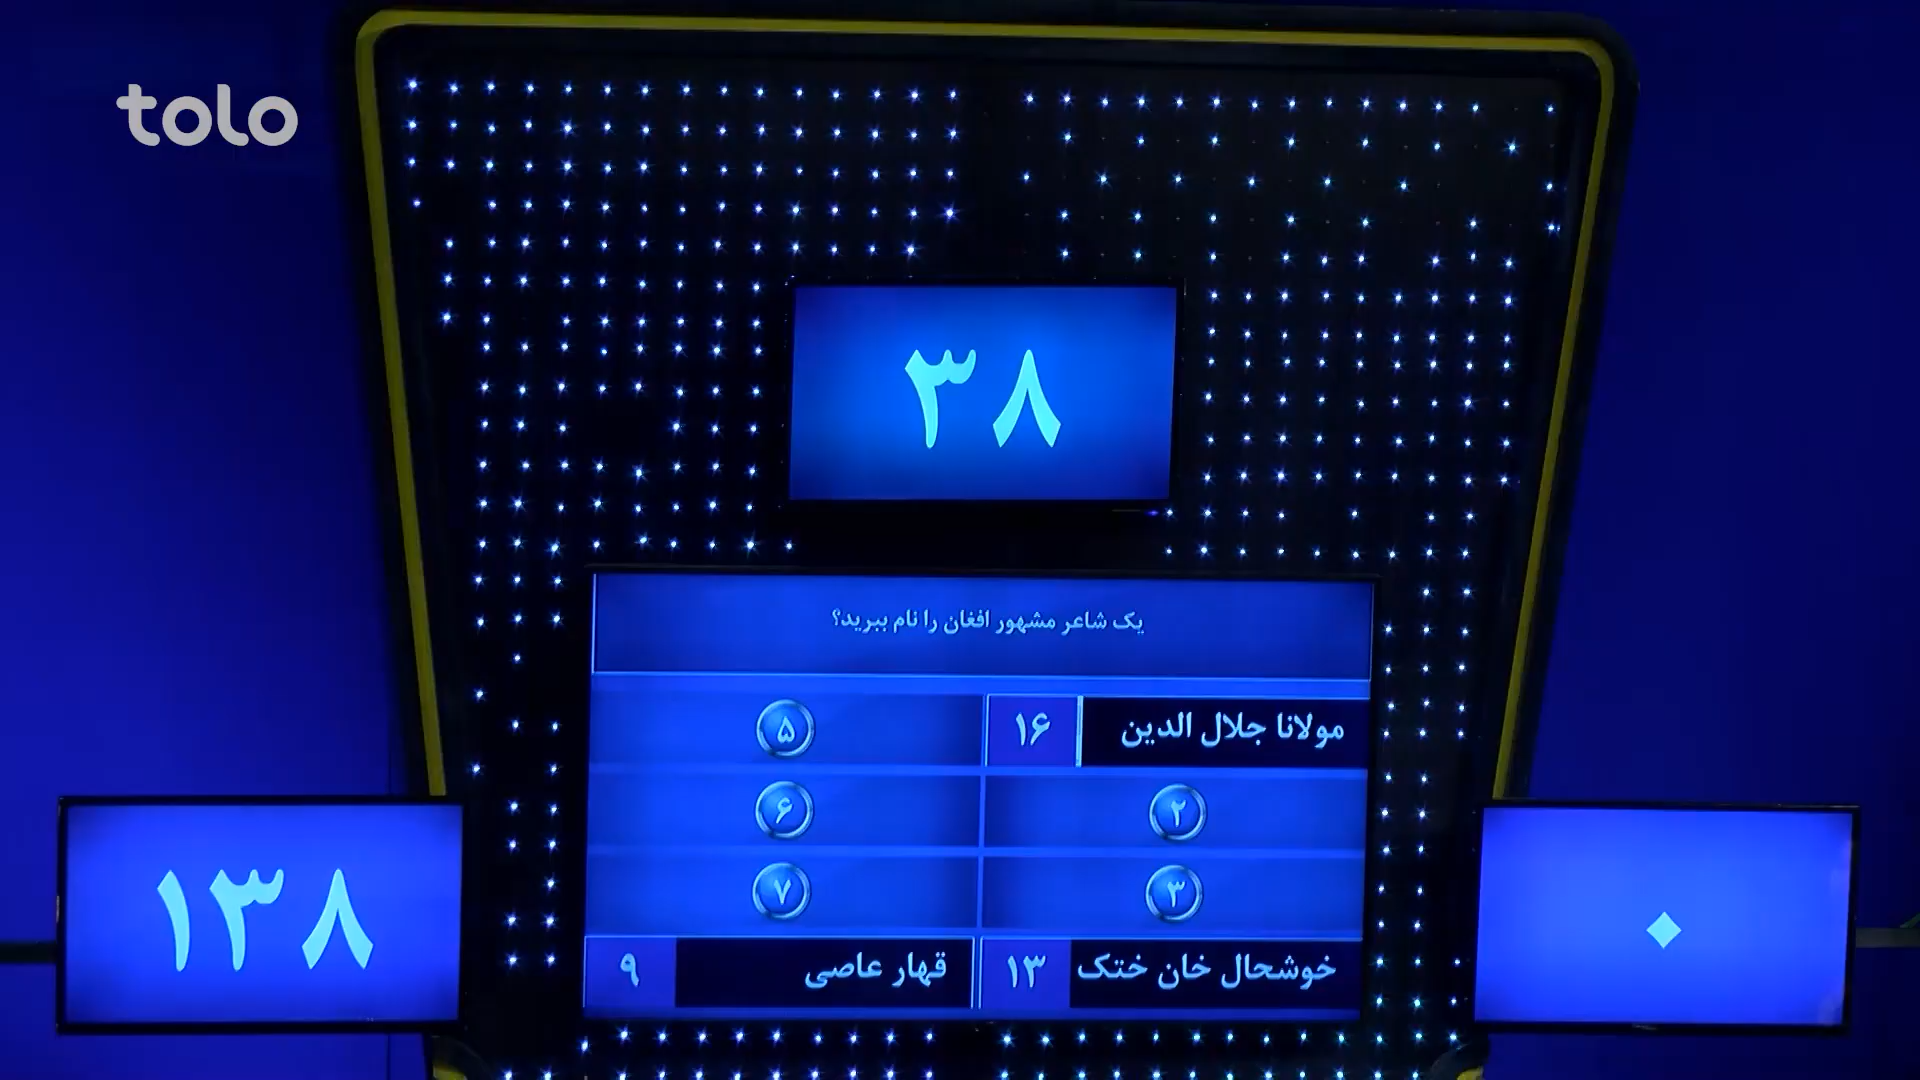 tolo
۳۸
یک شاعر مشهور افغان را نام ببرید؟
مولانا جلال الدین ۱۶
۵
۲
۶
۳
۷
خوشحال خان ختک ۱۳
قهار عاصی ۹
۱۳۸
۰